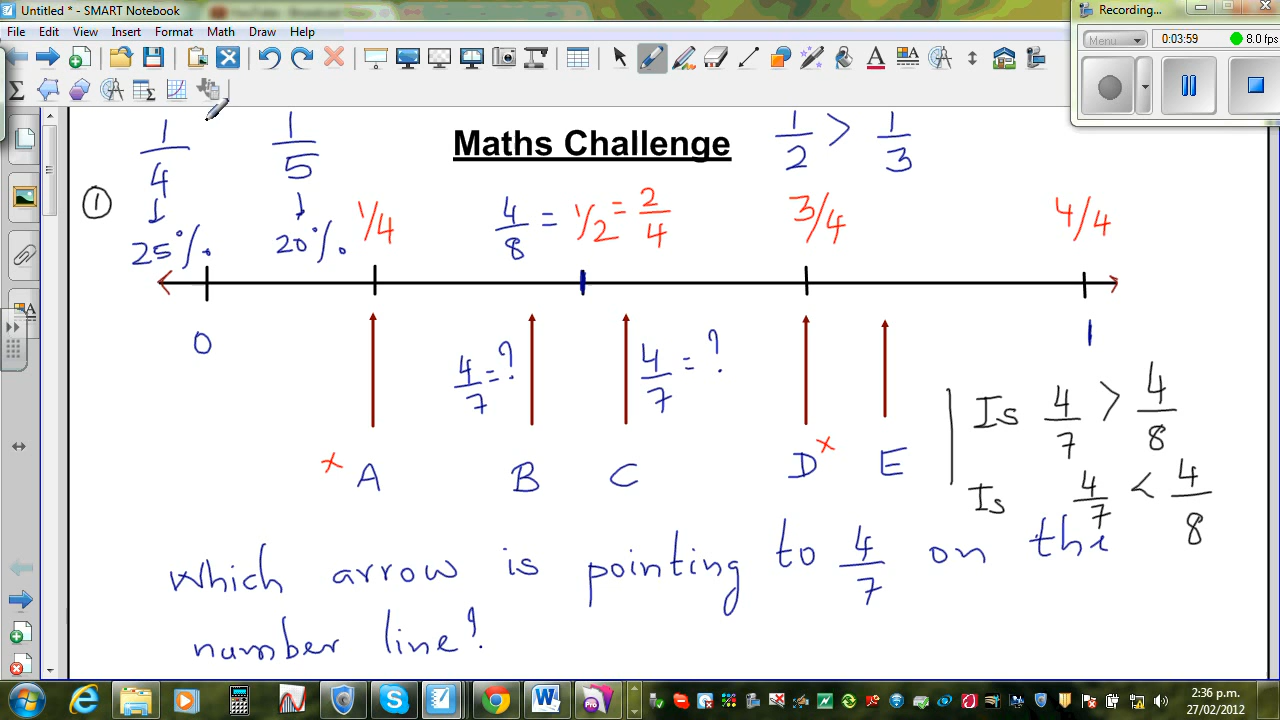 Untitled * - SMART Notebook
Recording...
File Edit View Insert Format Math Draw Help
Menu 0:03:59 8.0 fps
Maths Challenge
1/4 1/5 1/2 > 1/3
①
↓ ↓
25% 20% 1/4 4/8 = 1/2 = 2/4 3/4 4/4
0 1
4/7 = ? 4/7 = ?
Is 4/7 > 4/8
x A B C D x E
Is 4/7 < 4/8
Which arrow is pointing to 4/7 on the
number line?
2:36 p.m.
27/02/2012